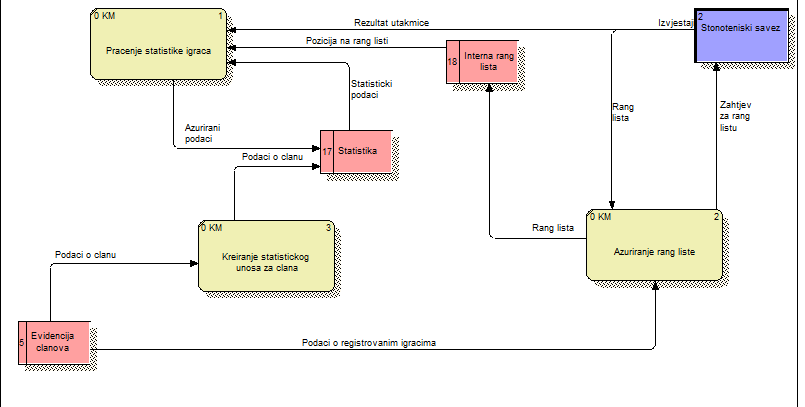 0 KM 1
Pracenje statistike igraca
Rezultat utakmice
Izvjestaj
2
Stonoteniski savez
Pozicija na rang listi
18
Interna rang
lista
Statisticki
podaci
Rang
lista
Zahtjev
za rang
listu
Azurirani
podaci
17
Statistika
Podaci o clanu
0 KM 3
Kreiranje statistickog
unosa za clana
0 KM 2
Azuriranje rang liste
Rang lista
Podaci o clanu
5
Evidencija
clanova
Podaci o registrovanim igracima